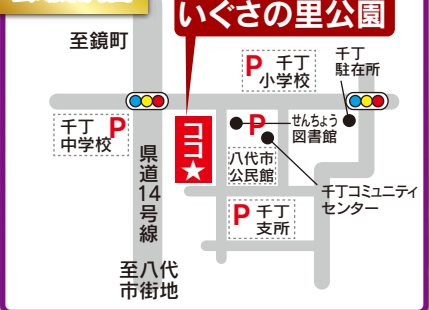 いぐさの里公園
至鏡町
P 千丁
小学校
千丁
駐在所
千丁
中学校 P
ココ★
P
せんちょう
図書館
八代市
公民館
県道14号線
千丁コミュニティ
センター
P 千丁
支所
至八代
市街地